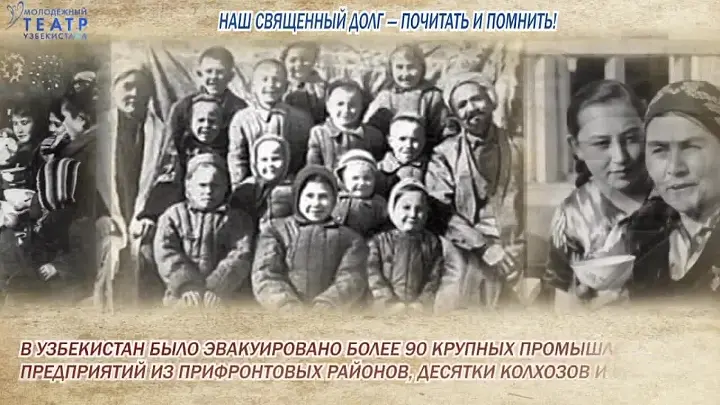 МОЛОДЁЖНЫЙ
ТЕАТР
УЗБЕКИСТАНА
НАШ СВЯЩЕННЫЙ ДОЛГ – ПОЧИТАТЬ И ПОМНИТЬ!
В УЗБЕКИСТАН БЫЛО ЭВАКУИРОВАНО БОЛЕЕ 90 КРУПНЫХ ПРОМЫШЛ
ПРЕДПРИЯТИЙ ИЗ ПРИФРОНТОВЫХ РАЙОНОВ, ДЕСЯТКИ КОЛХОЗОВ И